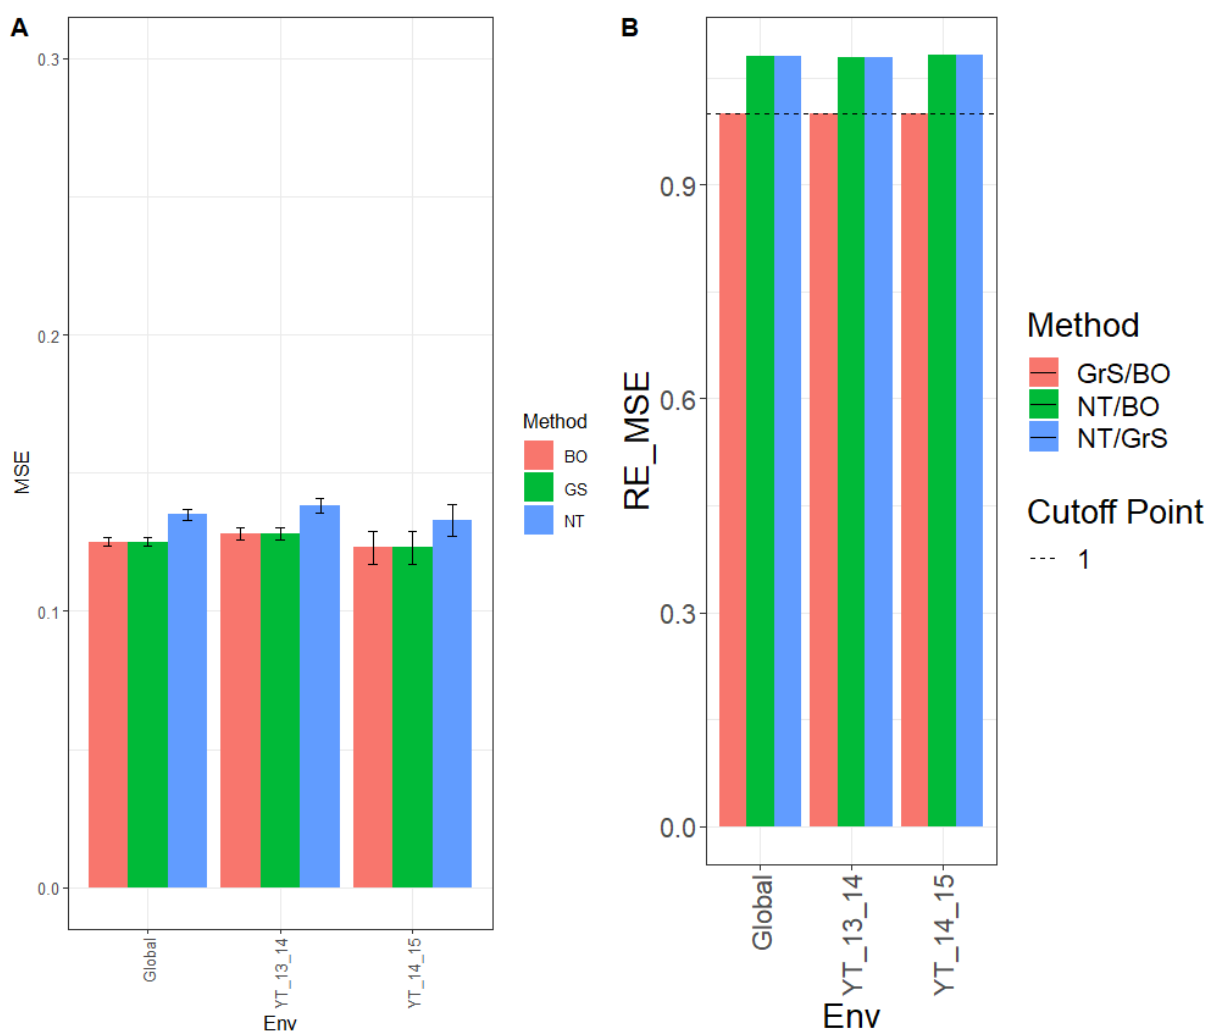 A
MSE
0.3
0.2
0.1
0.0
Global
YT_13_14
YT_14_15
Env
Method
BO
GS
NT
B
RE_MSE
0.9
0.6
0.3
0.0
Global
YT_13_14
YT_14_15
Env
Method
GrS/BO
NT/BO
NT/GrS
Cutoff Point
1